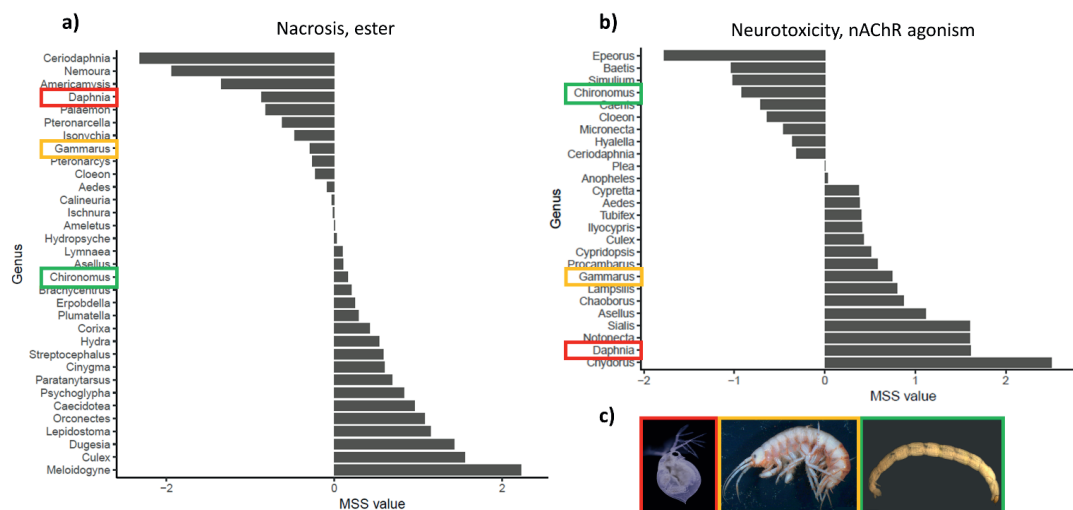 a)
Nacrosis, ester
Genus
Ceriodaphnia
Nemoura
Americamysis
Daphnia
Palaemon
Pteronarcella
Isonychia
Gammarus
Pteronarcys
Cloeon
Aedes
Calineuria
Ischnura
Ameletus
Hydropsyche
Lymnaea
Asellus
Chironomus
Brachycentrus
Erpobdella
Plumatella
Corixa
Hydra
Streptocephalus
Cinygma
Paratanytarsus
Psychoglypha
Caecidotea
Orconectes
Lepidostoma
Dugesia
Culex
Meloidogyne
−2 0 2
MSS value
b)
Neurotoxicity, nAChR agonism
Genus
Epeorus
Baetis
Simulium
Chironomus
Caenis
Cloeon
Micronecta
Hyalella
Ceriodaphnia
Plea
Anopheles
Cypretta
Aedes
Tubifex
Ilyocypris
Culex
Cypridopsis
Procambarus
Gammarus
Lampsilis
Chaoborus
Asellus
Sialis
Notonecta
Daphnia
Chydorus
−2 −1 0 1 2
MSS value
c)